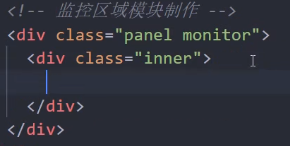 <!-- 监控区域模块制作 -->
<div class="panel monitor">
  <div class="inner">

  </div>
</div>